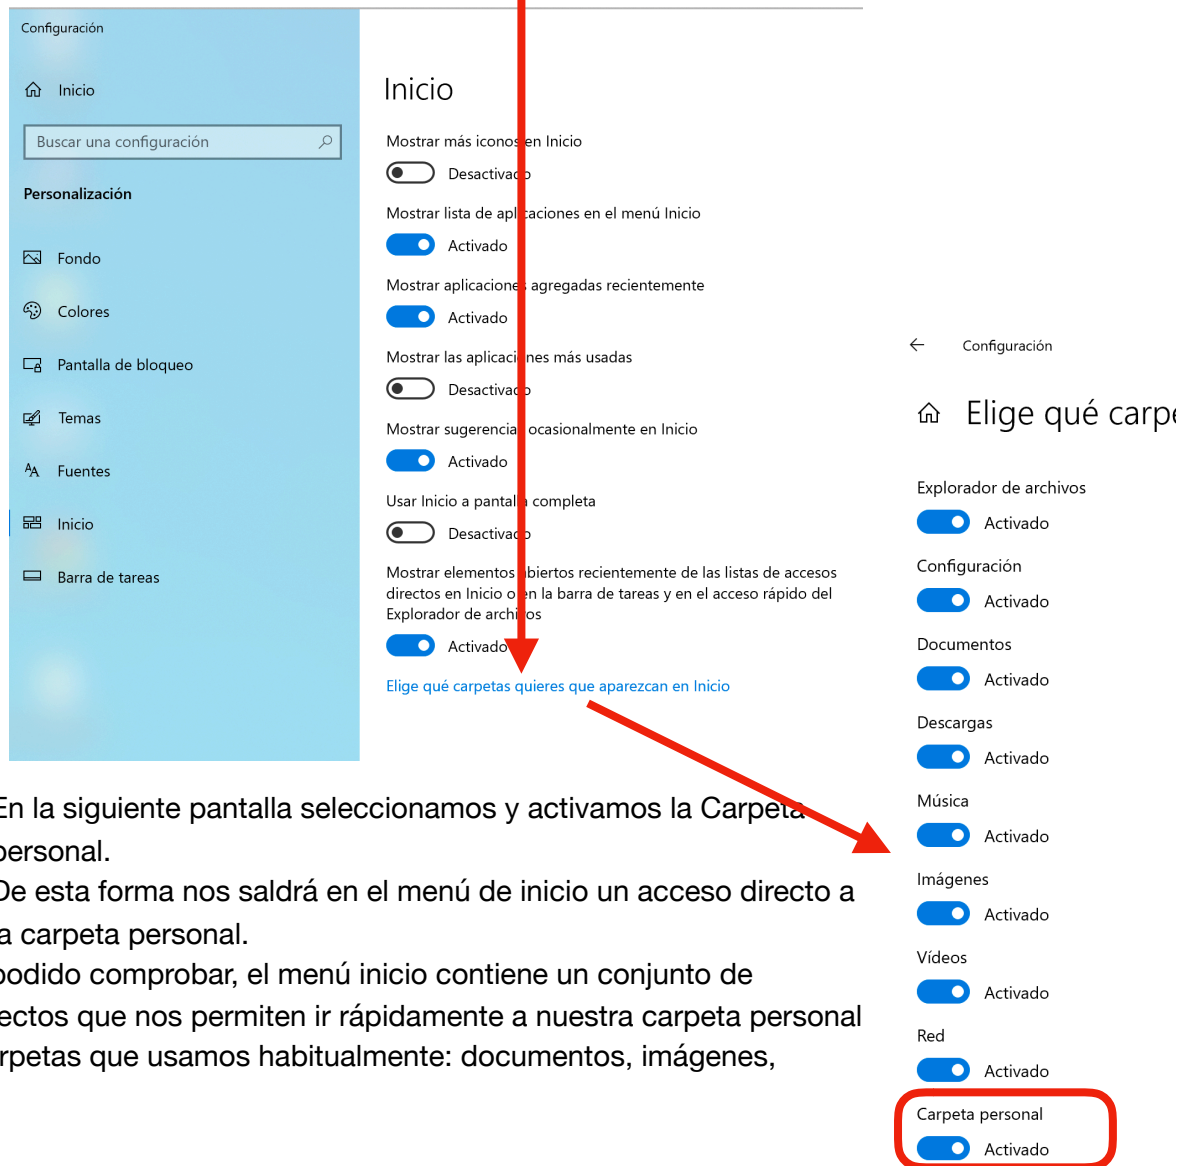 Configuración
Inicio
Buscar una configuración
Personalización
Fondo
Colores
Pantalla de bloqueo
Temas
Fuentes
Inicio
Barra de tareas
Inicio
Mostrar más iconos en Inicio
Desactivado
Mostrar lista de aplicaciones en el menú Inicio
Activado
Mostrar aplicaciones agregadas recientemente
Activado
Mostrar las aplicaciones más usadas
Desactivado
Mostrar sugerencias ocasionalmente en Inicio
Activado
Usar Inicio a pantalla completa
Desactivado
Mostrar elementos abiertos recientemente de las listas de accesos
directos en Inicio o en la barra de tareas y en el acceso rápido del
Explorador de archivos
Activado
Elige qué carpetas quieres que aparezcan en Inicio
En la siguiente pantalla seleccionamos y activamos la Carpeta
personal.
De esta forma nos saldrá en el menú de inicio un acceso directo a
a carpeta personal.
podido comprobar, el menú inicio contiene un conjunto de
ectos que nos permiten ir rápidamente a nuestra carpeta personal
rpetas que usamos habitualmente: documentos, imágenes,
Configuración
Elige qué carpe
Explorador de archivos
Activado
Configuración
Activado
Documentos
Activado
Descargas
Activado
Música
Activado
Imágenes
Activado
Vídeos
Activado
Red
Activado
Carpeta personal
Activado